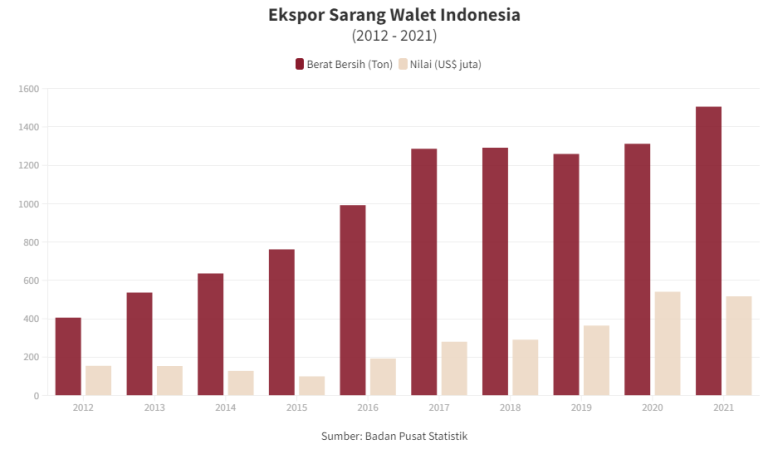 Ekspor Sarang Walet Indonesia
(2012 - 2021)
Berat Bersih (Ton) Nilai (US$ juta)
1600
1400
1200
1000
800
600
400
200
0
2012 2013 2014 2015 2016 2017 2018 2019 2020 2021
Sumber: Badan Pusat Statistik